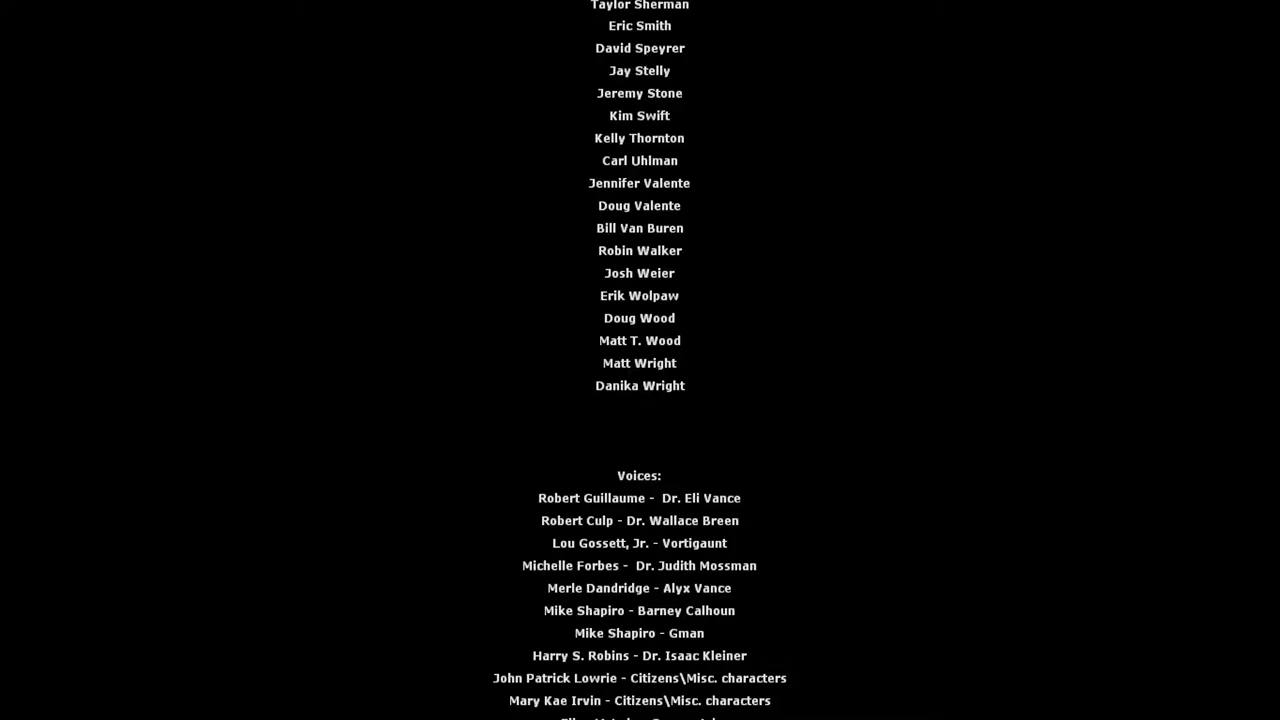 Taylor Sherman
Eric Smith
David Speyrer
Jay Stelly
Jeremy Stone
Kim Swift
Kelly Thornton
Carl Uhlman
Jennifer Valente
Doug Valente
Bill Van Buren
Robin Walker
Josh Weier
Erik Wolpaw
Doug Wood
Matt T. Wood
Matt Wright
Danika Wright
Voices:
Robert Guillaume -  Dr. Eli Vance
Robert Culp - Dr. Wallace Breen
Lou Gossett, Jr. - Vortigaunt
Michelle Forbes -  Dr. Judith Mossman
Merle Dandridge - Alyx Vance
Mike Shapiro - Barney Calhoun
Mike Shapiro - Gman
Harry S. Robins - Dr. Isaac Kleiner
John Patrick Lowrie - Citizens\Misc. characters
Mary Kae Irvin - Citizens\Misc. characters